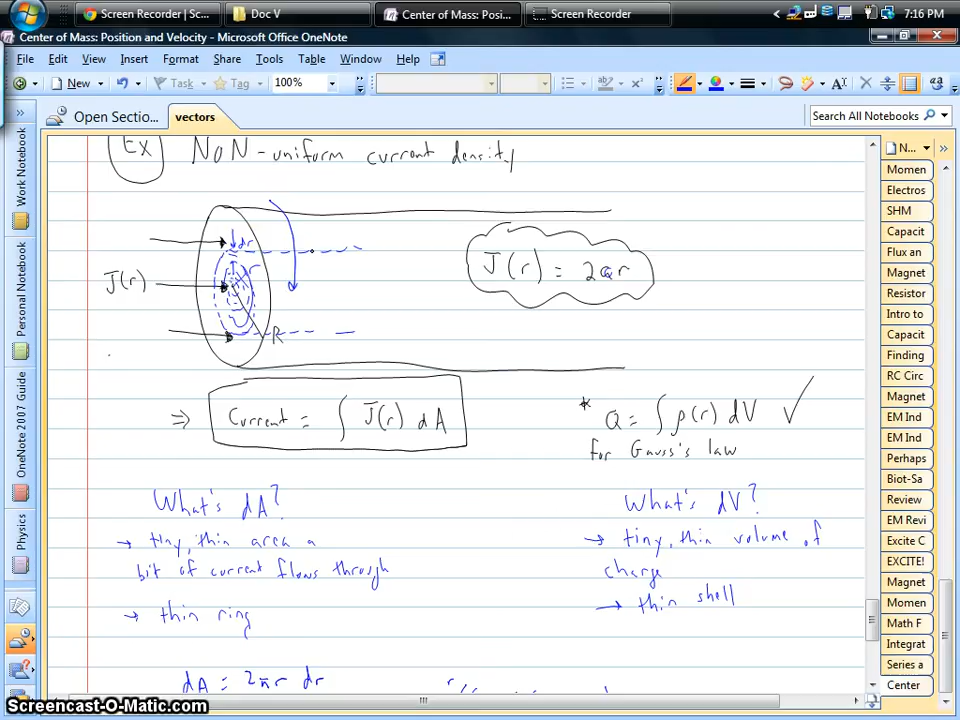 Screen Recorder | Sc...
Doc V
Center of Mass: Posi...
Screen Recorder
7:16 PM
Center of Mass: Position and Velocity - Microsoft Office OneNote
File Edit View Insert Format Share Tools Table Window Help
New Task Tag 100%
Open Sectio... vectors
Search All Notebooks
Work Notebook
Personal Notebook
OneNote 2007 Guide
Physics
N...
Momen
Electros
SHM
Capacit
Flux an
Magnet
Resistor
Intro to
Capacit
Finding
RC Circ
Magnet
EM Ind
EM Ind
Perhaps
Biot-Sa
Review
EM Revi
Excite C
EXCITE!
Magnet
Momen
Math F
Integrat
Series a
Center
Ex NoN-uniform current density
dr
r
J(r)
R
J(r) = 2ar
⇒ Current = ∫ J(r) dA
* Q = ∫ ρ(r) dV ✓
for Gauss's law
What's dA?
→ tiny, thin area a
bit of current flows through
→ thin ring
dA = 2πr dr
What's dV?
→ tiny, thin volume of
charge
→ thin shell
Screencast-O-Matic.com